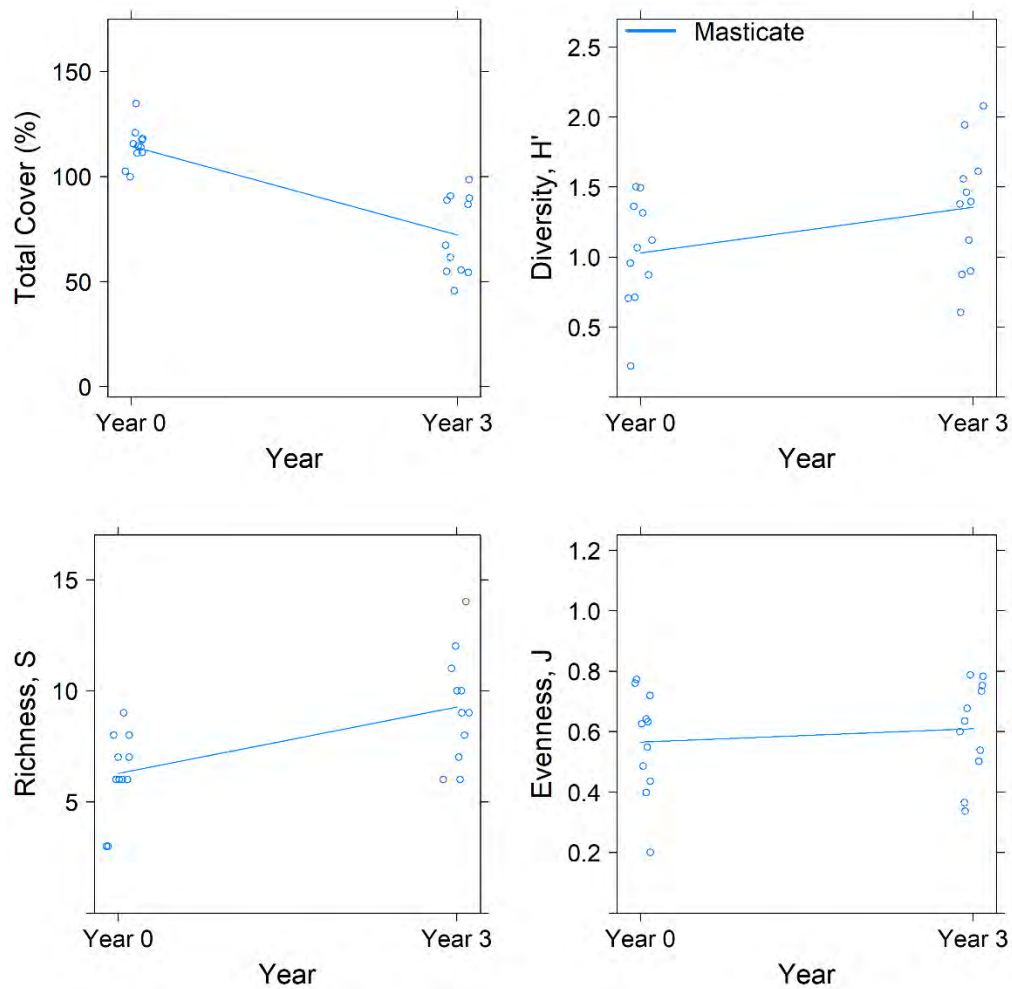 Total Cover (%)
150
100
50
0
Year 0
Year 3
Year
Masticate
Diversity, H'
2.5
2.0
1.5
1.0
0.5
Year 0
Year 3
Year
Richness, S
15
10
5
Year 0
Year 3
Year
Evenness, J
1.2
1.0
0.8
0.6
0.4
0.2
Year 0
Year 3
Year